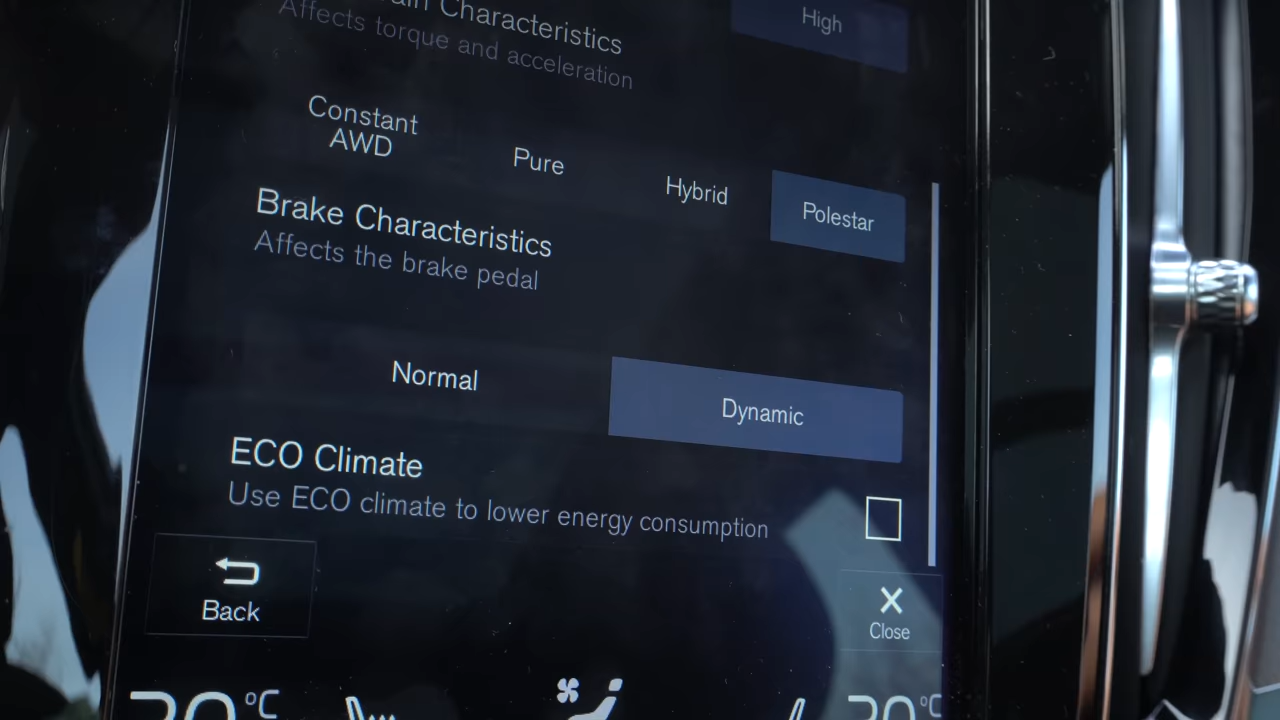 Characteristics
High
Affects torque and acceleration
Constant
AWD
Pure
Hybrid
Polestar
Brake Characteristics
Affects the brake pedal
Normal
Dynamic
ECO Climate
Use ECO climate to lower energy consumption
Back
Close
°C
°C